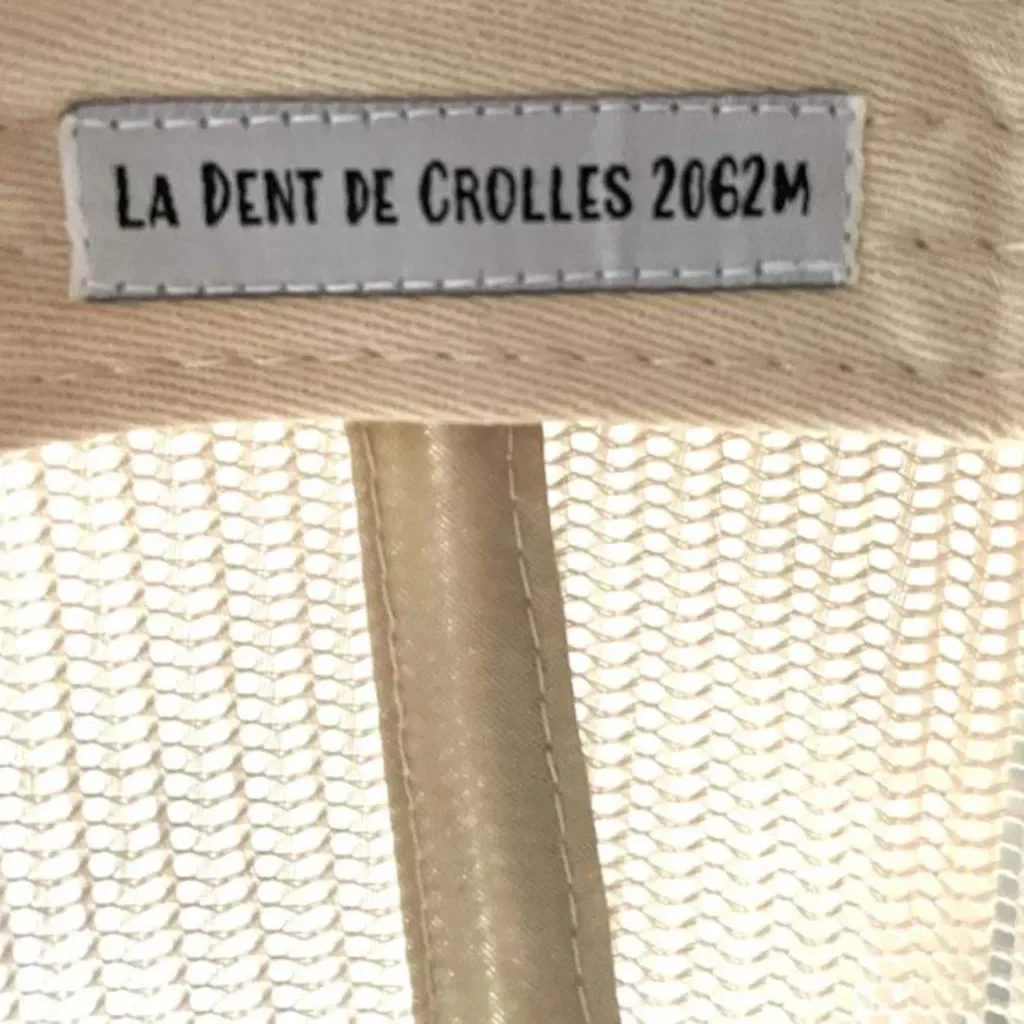 LA DENT DE CROLLES 2062M